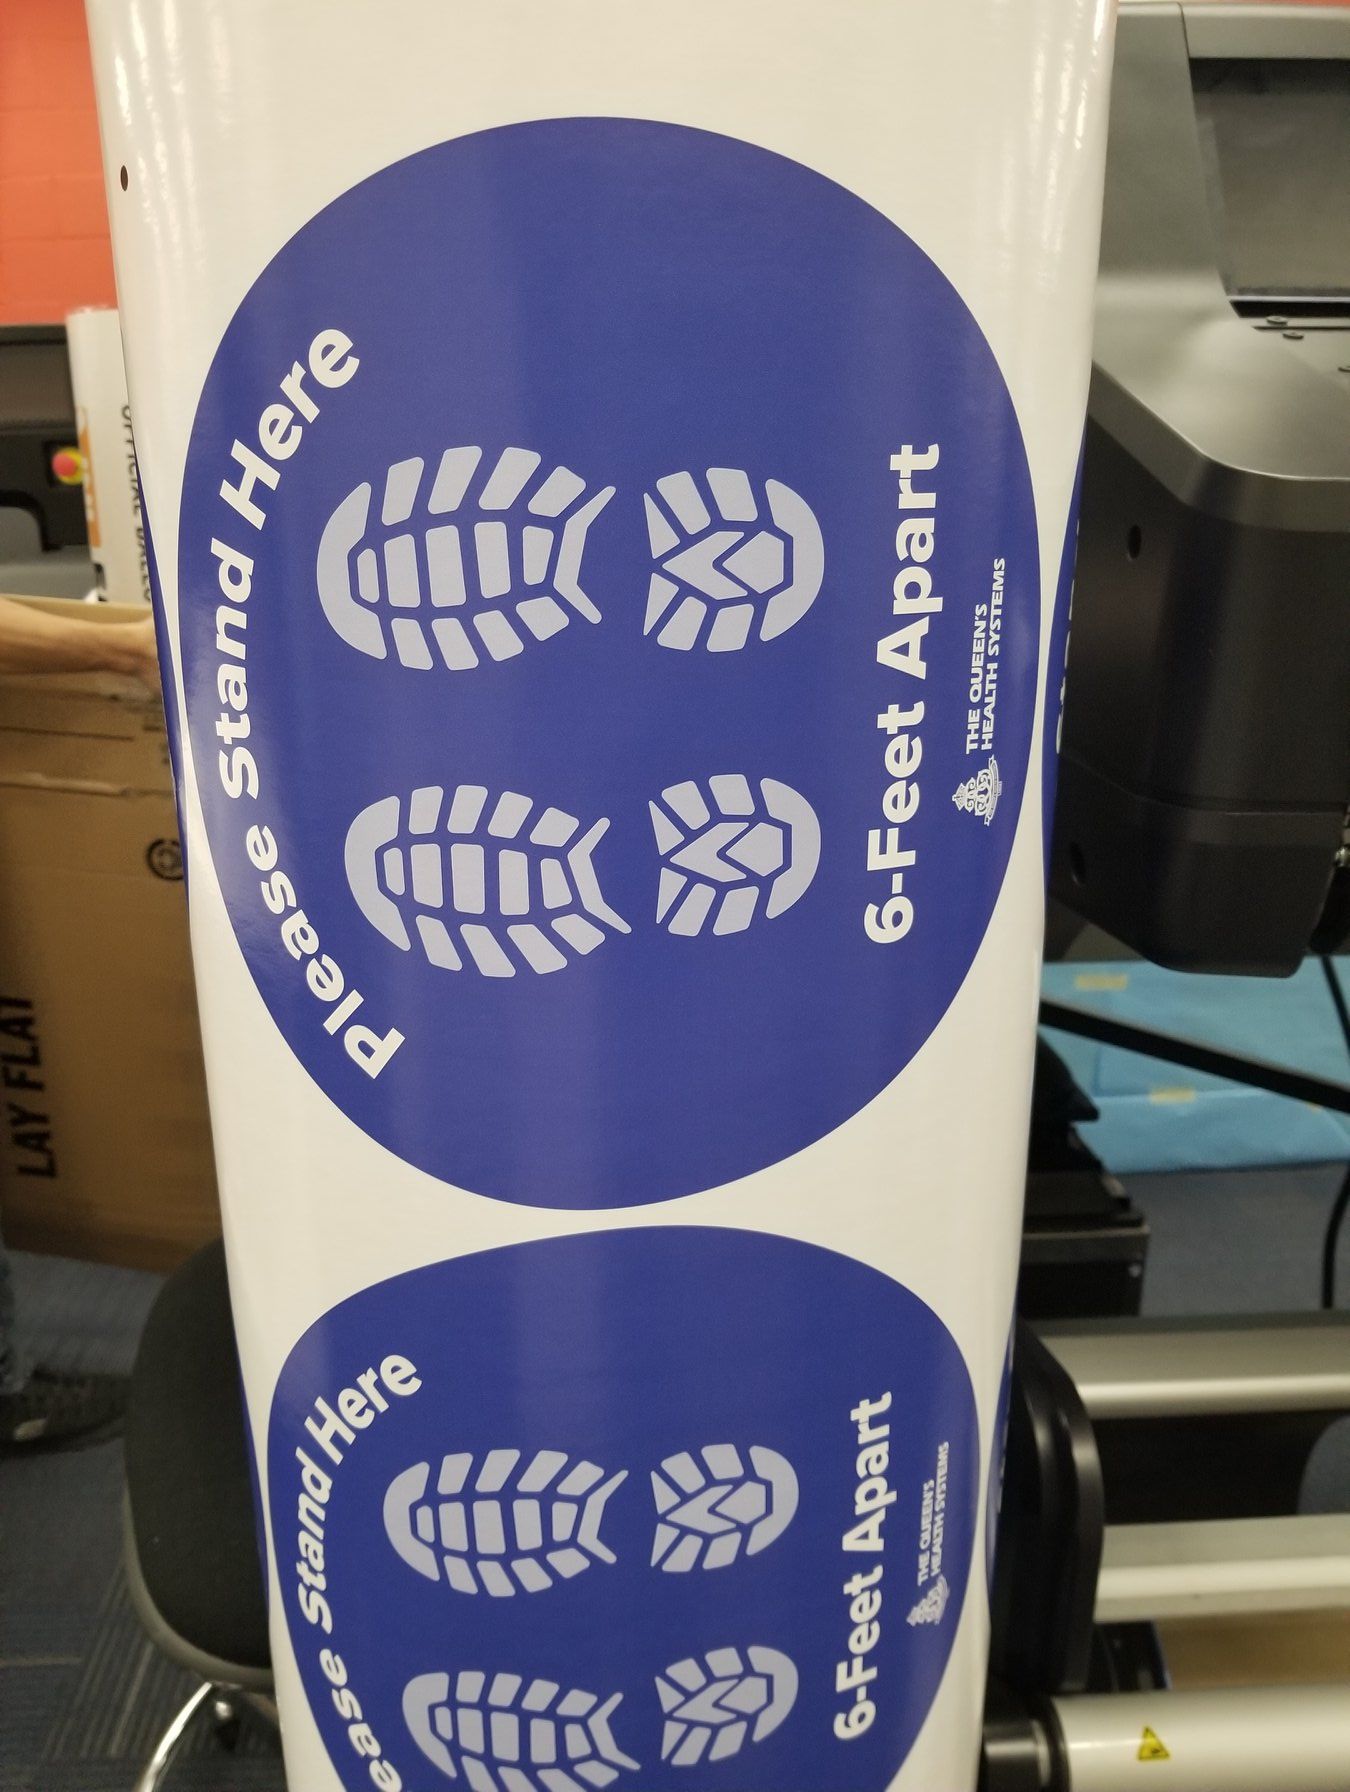 Please Stand Here
6-Feet Apart
THE QUEEN'S
HEALTH SYSTEMS
ease Stand Here
6-Feet Apart
THE QUEEN'S
HEALTH SYSTEMS
LAY FLAT